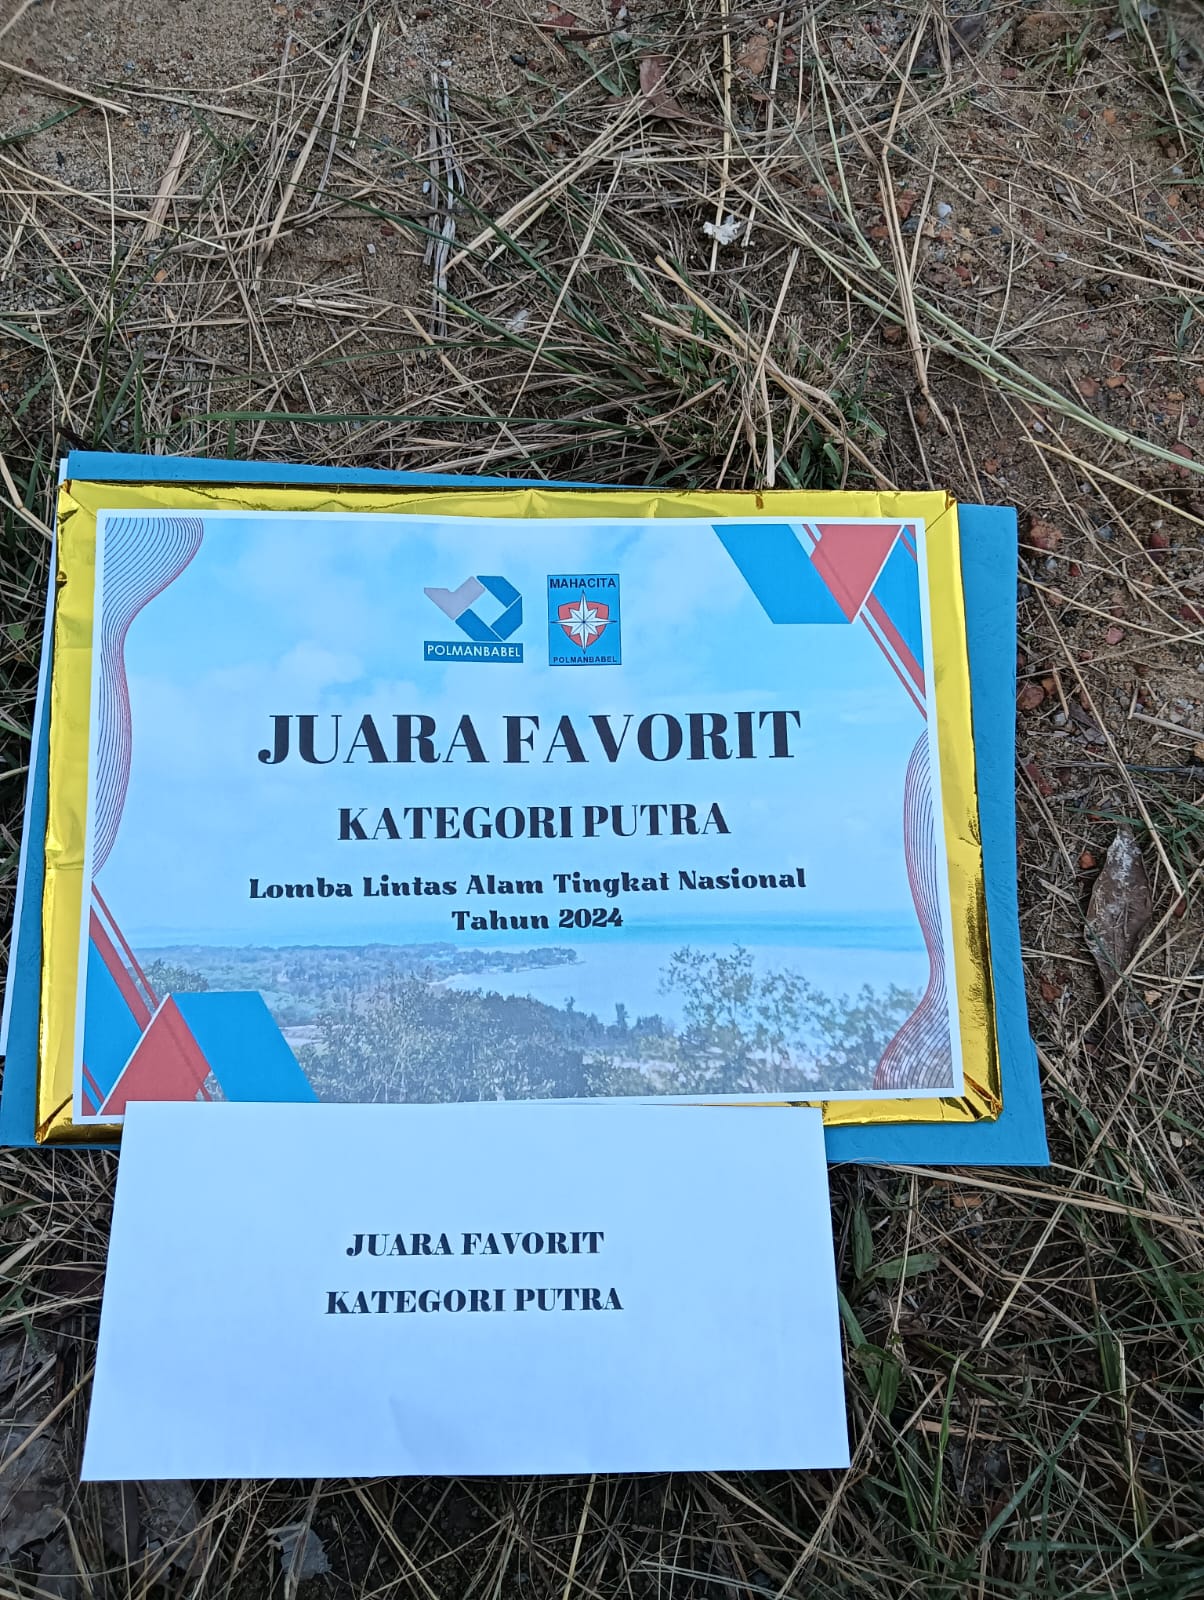 POLMANBABEL
MAHACITA
POLMANBABEL
JUARA FAVORIT
KATEGORI PUTRA
Lomba Lintas Alam Tingkat Nasional
Tahun 2024
JUARA FAVORIT
KATEGORI PUTRA